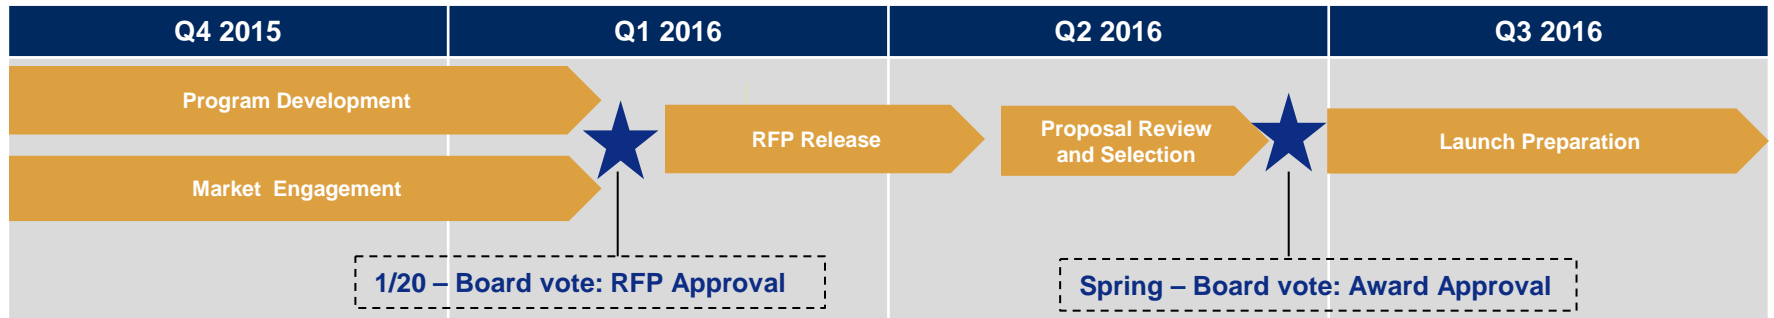 Q4 2015
Q1 2016
Q2 2016
Q3 2016
Program Development
Market Engagement
RFP Release
Proposal Review
and Selection
Launch Preparation
1/20 – Board vote: RFP Approval
Spring – Board vote: Award Approval